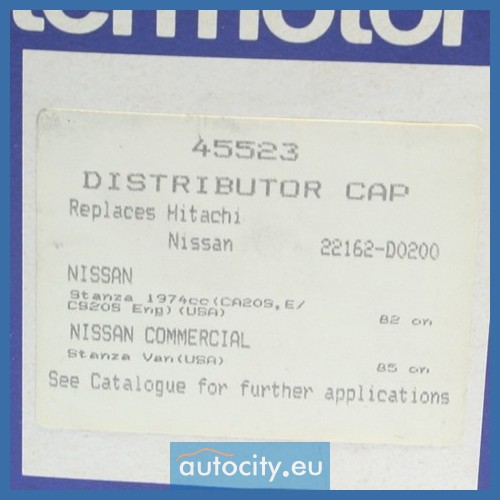 termotor
45523
DISTRIBUTOR CAP
Replaces Hitachi
Nissan 22162-D0200
NISSAN
Stanza 1974cc(CA20S,E/
CS20S Eng)(USA) 82 on
NISSAN COMMERCIAL
Stanza Van(USA) 85 on
See Catalogue for further applications
autocity.eu